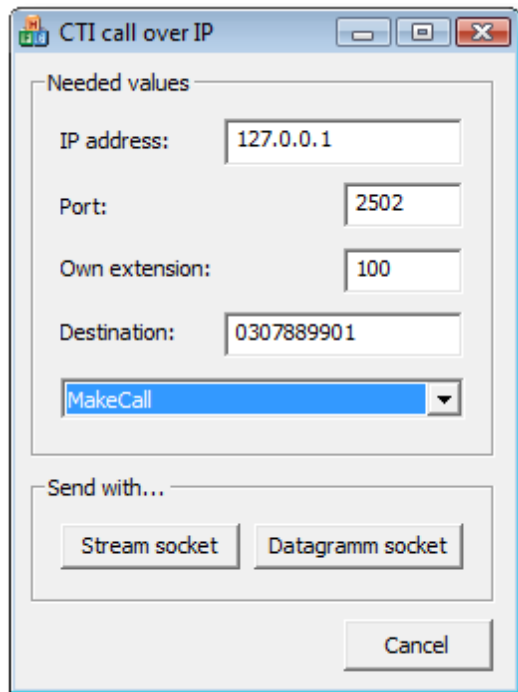 CTI call over IP
Needed values
IP address: 127.0.0.1
Port: 2502
Own extension: 100
Destination: 0307889901
MakeCall
Send with...
Stream socket Datagramm socket
Cancel